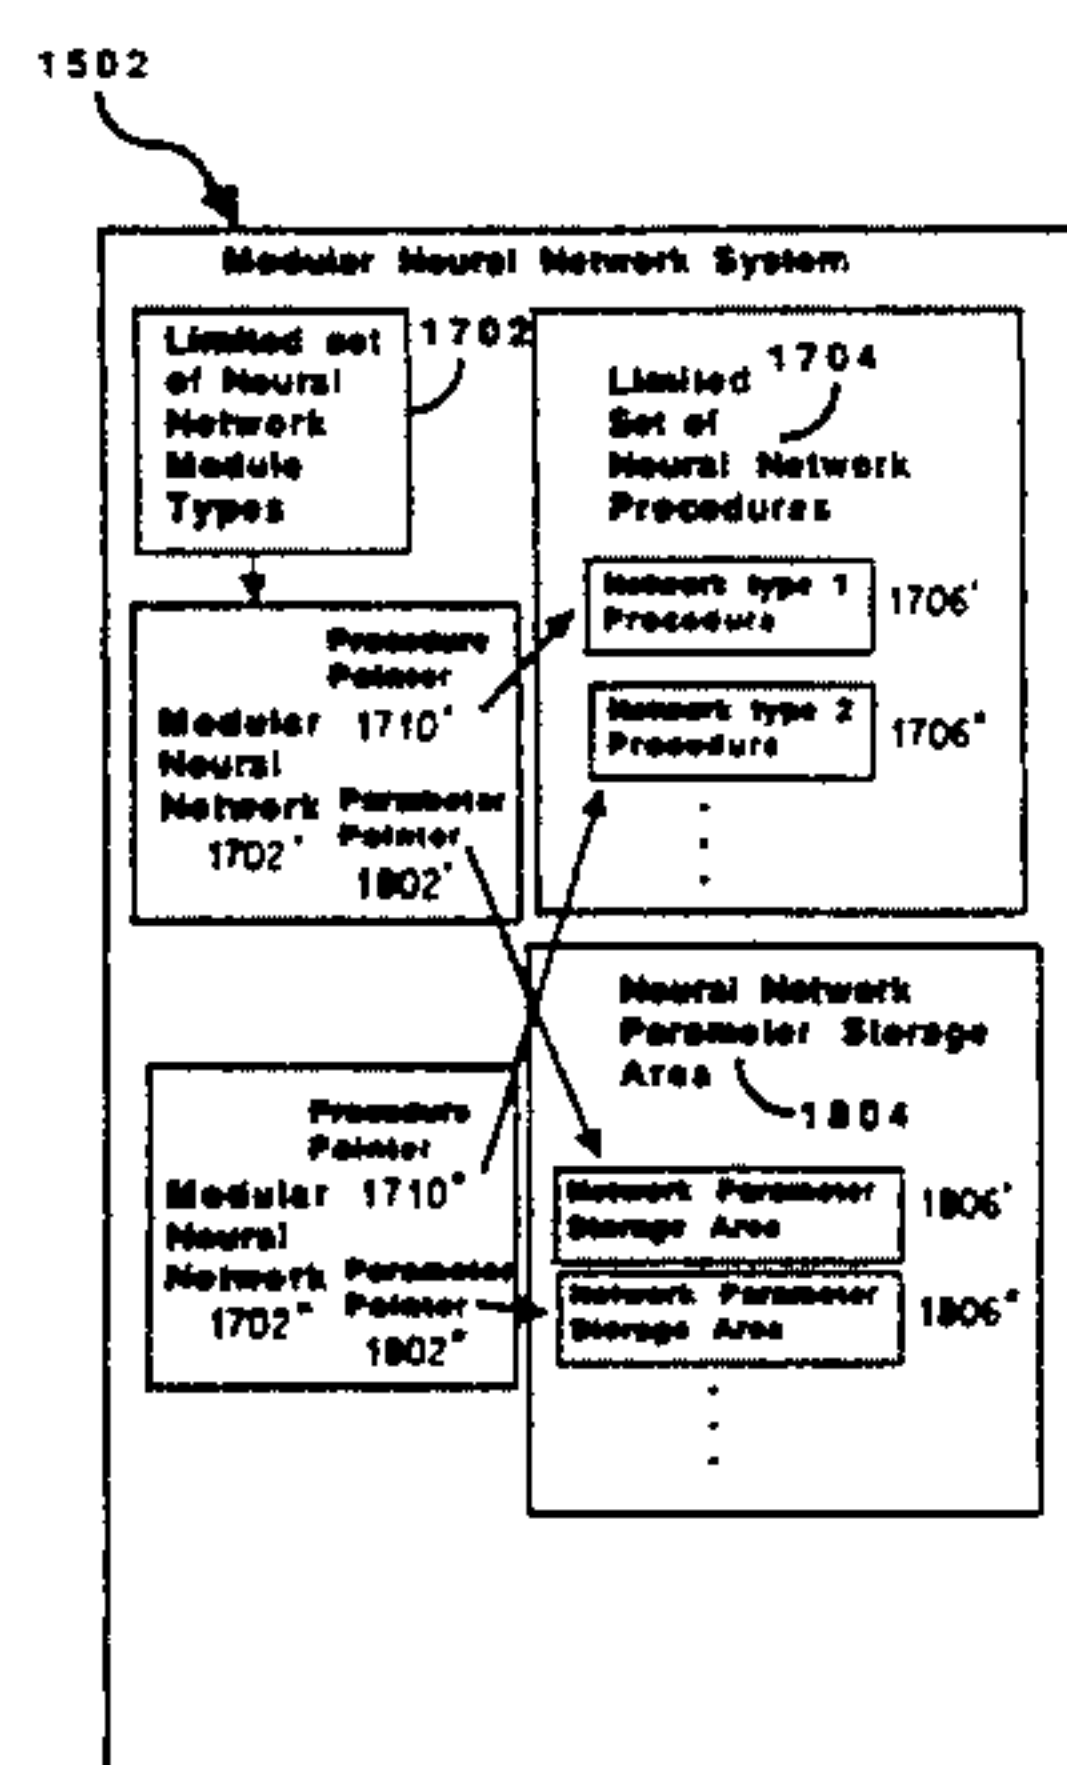 1502
Modular Neural Network System
Limited set
of Neural
Network
Module
Types
1702
Limited
Set of
Neural Network
Procedures
1704
Network type 1
Procedure
1706'
Network type 2
Procedure
1706"
Procedure
Pointer
1710'
Modular
Neural
Network
1702'
Parameter
Pointer
1802'
Neural Network
Parameter Storage
Area
1804
Procedure
Pointer
1710"
Modular
Neural
Network
1702"
Parameter
Pointer
1802"
Network Parameter
Storage Area
1806'
Network Parameter
Storage Area
1806"